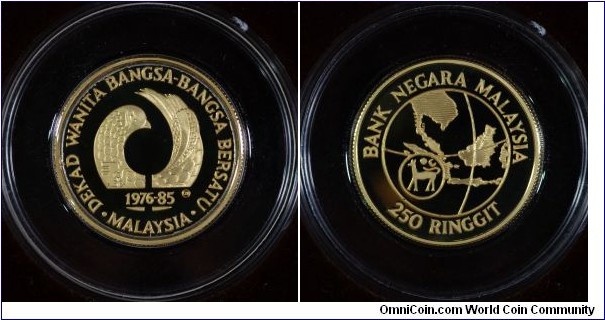 • DEKAD WANITA BANGSA-BANGSA BERSATU •
1976-85
MALAYSIA
BANK NEGARA MALAYSIA
250 RINGGIT
OmniCoin.com World Coin Community